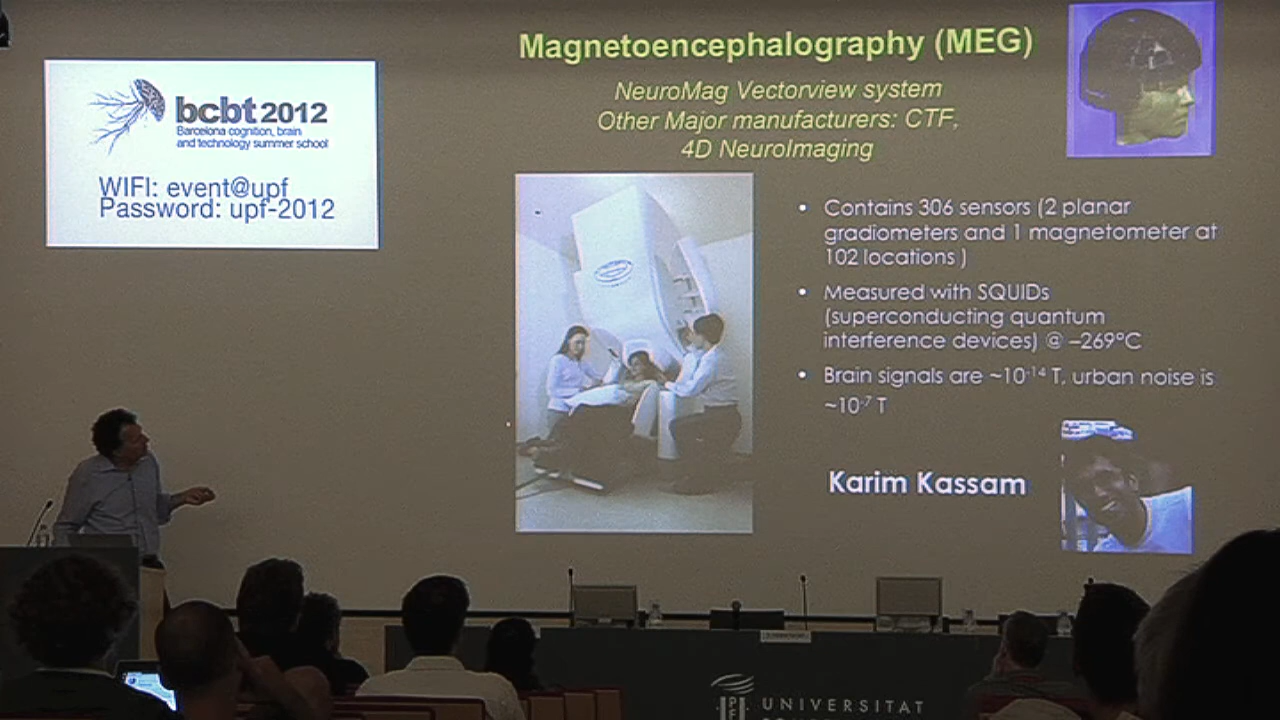 bcbt 2012
Barcelona cognition, brain
and technology summer school
WIFI: event@upf
Password: upf-2012
Magnetoencephalography (MEG)
NeuroMag Vectorview system
Other Major manufacturers: CTF,
4D NeuroImaging
• Contains 306 sensors (2 planar
gradiometers and 1 magnetometer at
102 locations )
• Measured with SQUIDs
(superconducting quantum
interference devices) @ –269°C
• Brain signals are ~10⁻¹⁴ T, urban noise is
~10⁻⁷ T
Karim Kassam
UNIVERSITAT